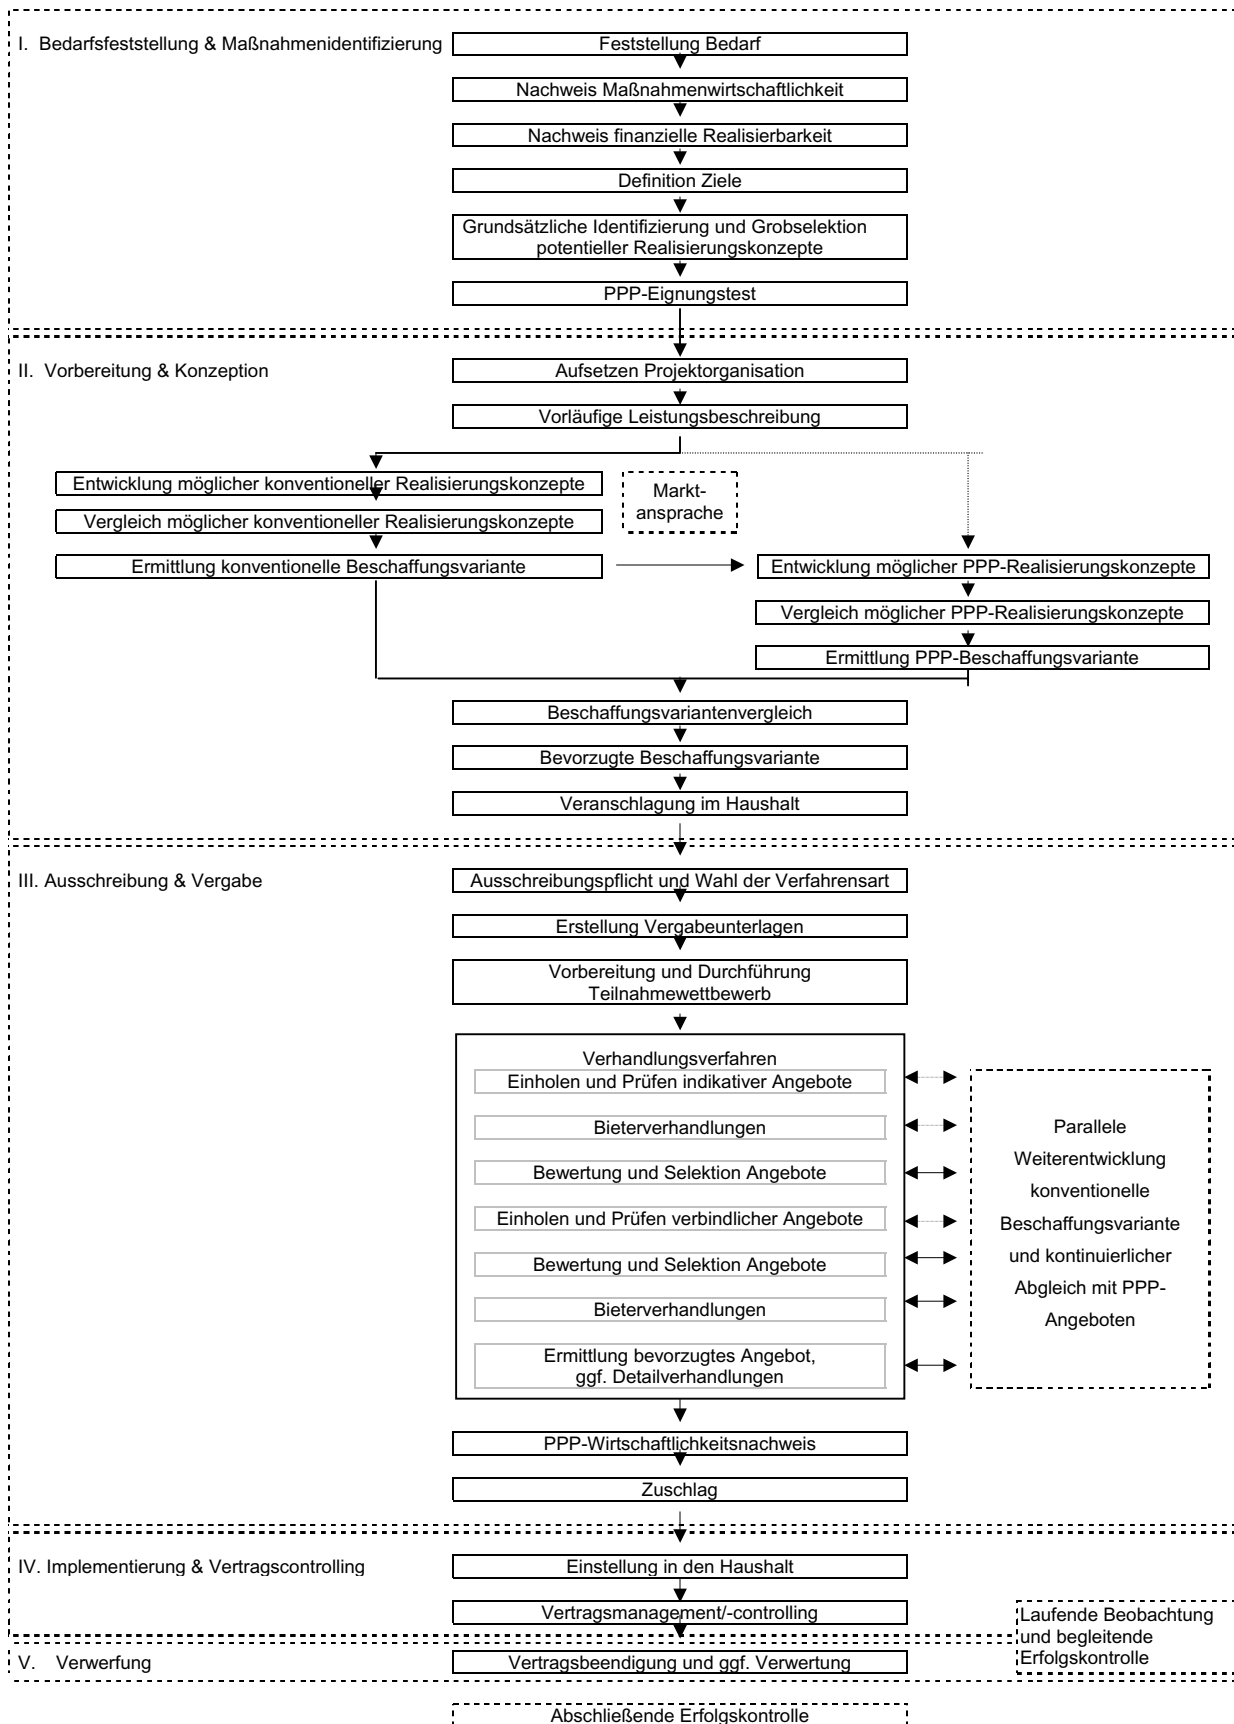 I. Bedarfsfeststellung & Maßnahmenidentifizierung
Feststellung Bedarf
Nachweis Maßnahmenwirtschaftlichkeit
Nachweis finanzielle Realisierbarkeit
Definition Ziele
Grundsätzliche Identifizierung und Grobselektion
potentieller Realisierungskonzepte
PPP-Eignungstest
II. Vorbereitung & Konzeption
Aufsetzen Projektorganisation
Vorläufige Leistungsbeschreibung
Entwicklung möglicher konventioneller Realisierungskonzepte
Vergleich möglicher konventioneller Realisierungskonzepte
Ermittlung konventionelle Beschaffungsvariante
Markt-
ansprache
Entwicklung möglicher PPP-Realisierungskonzepte
Vergleich möglicher PPP-Realisierungskonzepte
Ermittlung PPP-Beschaffungsvariante
Beschaffungsvariantenvergleich
Bevorzugte Beschaffungsvariante
Veranschlagung im Haushalt
III. Ausschreibung & Vergabe
Ausschreibungspflicht und Wahl der Verfahrensart
Erstellung Vergabeunterlagen
Vorbereitung und Durchführung
Teilnahmewettbewerb
Verhandlungsverfahren
Einholen und Prüfen indikativer Angebote
Bieterverhandlungen
Bewertung und Selektion Angebote
Einholen und Prüfen verbindlicher Angebote
Bewertung und Selektion Angebote
Bieterverhandlungen
Ermittlung bevorzugtes Angebot,
ggf. Detailverhandlungen
Parallele
Weiterentwicklung
konventionelle
Beschaffungsvariante
und kontinuierlicher
Abgleich mit PPP-
Angeboten
PPP-Wirtschaftlichkeitsnachweis
Zuschlag
IV. Implementierung & Vertragscontrolling
Einstellung in den Haushalt
Vertragsmanagement/-controlling
Laufende Beobachtung
und begleitende
Erfolgskontrolle
V. Verwerfung
Vertragsbeendigung und ggf. Verwertung
Abschließende Erfolgskontrolle